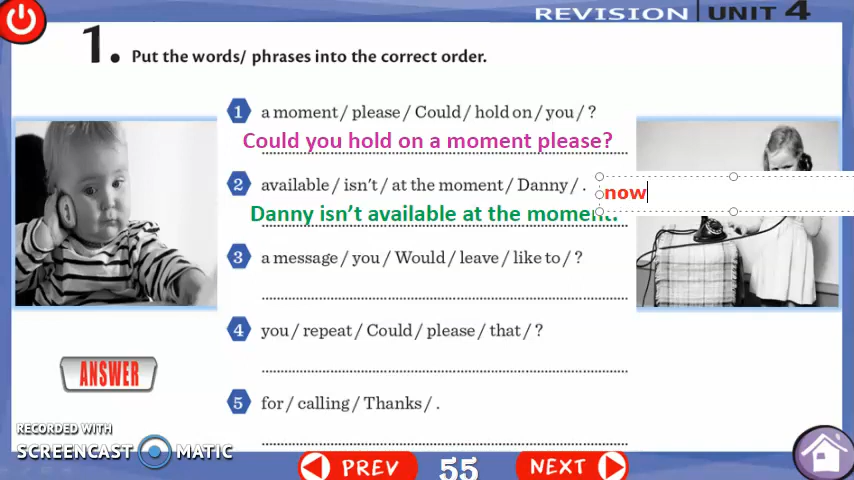 REVISION UNIT 4
1. Put the words/ phrases into the correct order.
1 a moment / please / Could / hold on / you / ?
Could you hold on a moment please?
2 available / isn't / at the moment / Danny / .
now
Danny isn't available at the moment.
3 a message / you / Would / leave / like to / ?
4 you / repeat / Could / please / that / ?
ANSWER
5 for / calling / Thanks / .
RECORDED WITH
SCREENCAST MATIC
PREV 55 NEXT